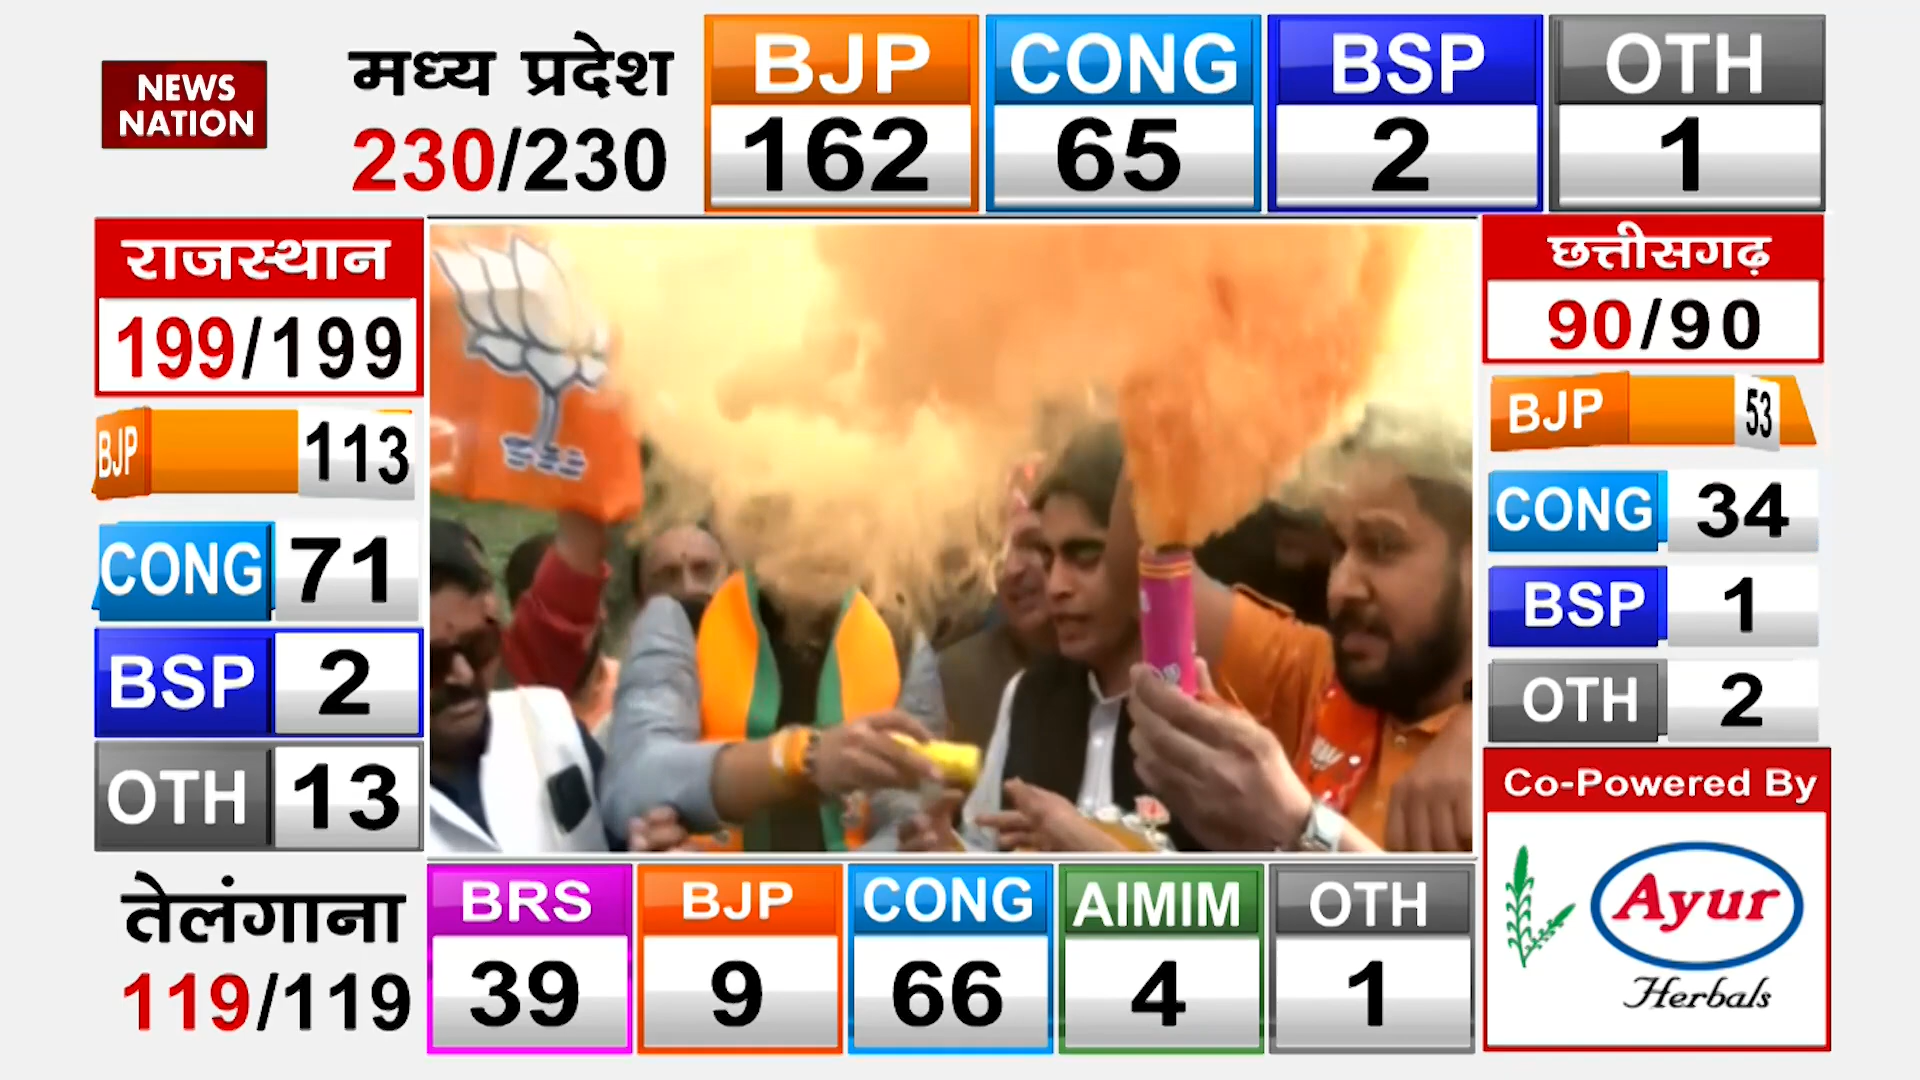 NEWS
NATION
मध्य प्रदेश
230/230
BJP
162
CONG
65
BSP
2
OTH
1
राजस्थान
199/199
BJP
113
CONG
71
BSP
2
OTH
13
छत्तीसगढ़
90/90
BJP
53
CONG
34
BSP
1
OTH
2
Co-Powered By
Ayur
Herbals
तेलंगाना
119/119
BRS
39
BJP
9
CONG
66
AIMIM
4
OTH
1